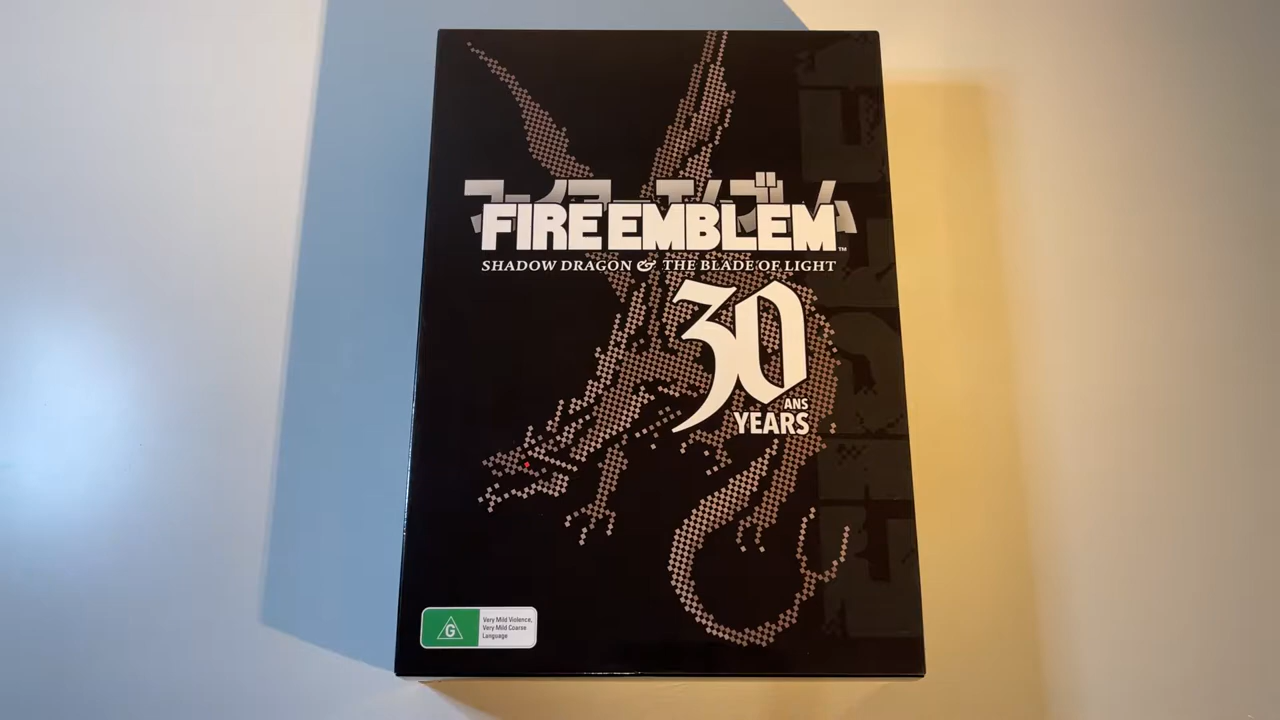 ファイアーエムブレム
FIRE EMBLEM™
SHADOW DRAGON & THE BLADE OF LIGHT
30
ANS
YEARS
G
Very Mild Violence,
Very Mild Coarse
Language